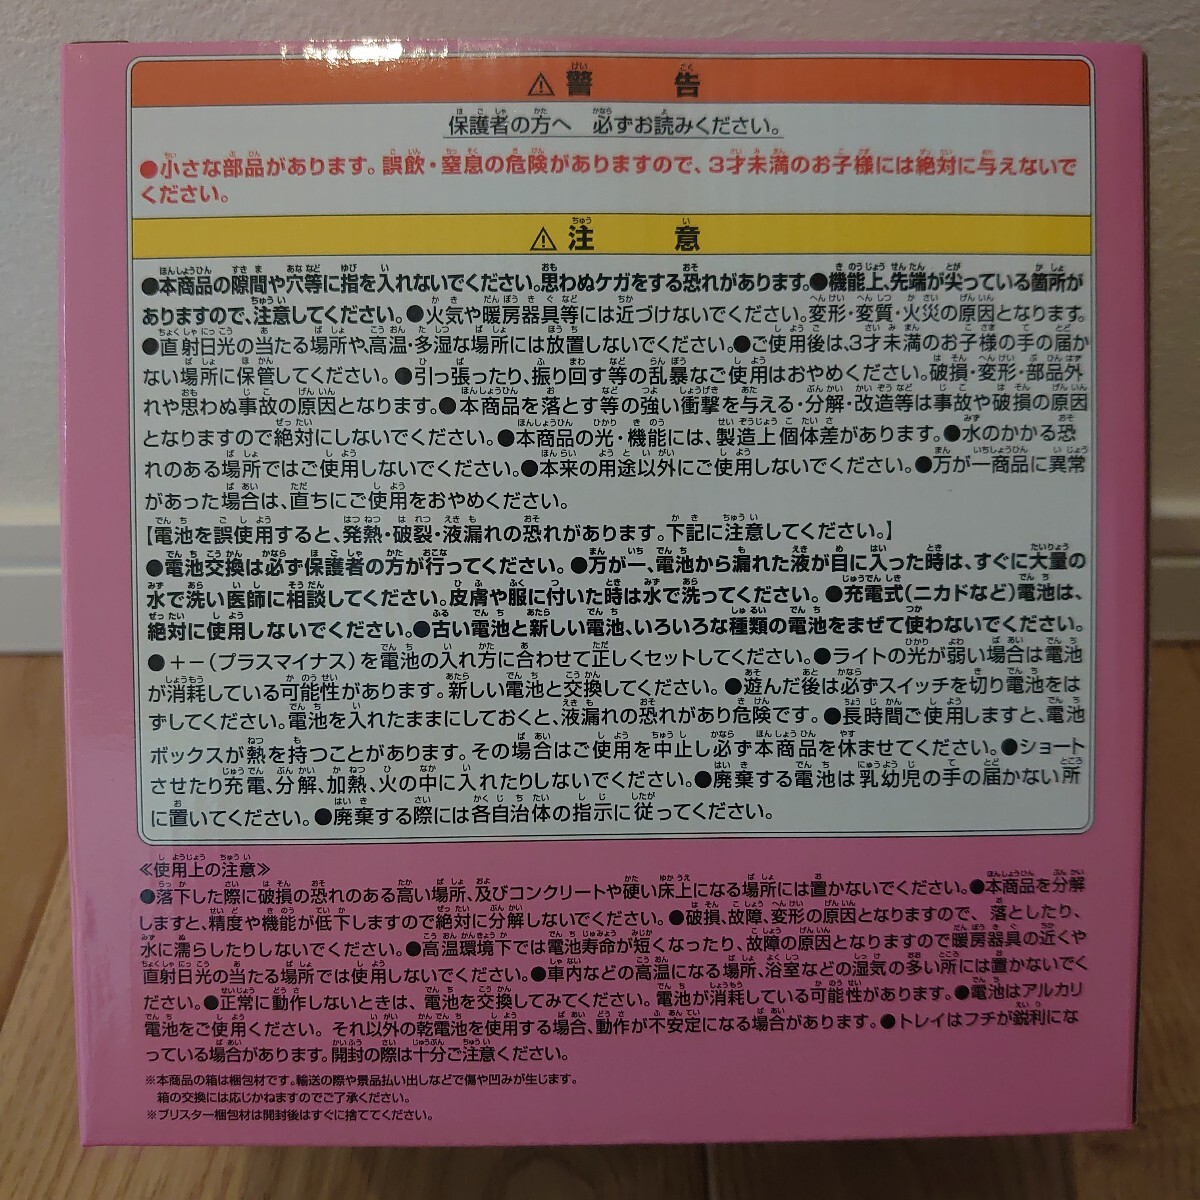 ⚠警告
保護者の方へ 必ずお読みください。
●小さな部品があります。誤飲・窒息の危険がありますので、3才未満のお子様には絶対に与えないで
ください。
⚠注意
●本商品の隙間や穴等に指を入れないでください。思わぬケガをする恐れがあります。●機能上、先端が尖っている箇所が
ありますので、注意してください。●火気や暖房器具等には近づけないでください。変形・変質・火災の原因となります。
●直射日光の当たる場所や、高温・多湿な場所には放置しないでください。●ご使用後は、3才未満のお子様の手の届か
ない場所に保管してください。●引っ張ったり、振り回す等の乱暴なご使用はおやめください。破損・変形・部品外
れや思わぬ事故の原因となります。●本商品を落とす等の強い衝撃を与える・分解・改造等は事故や破損の原因
となりますので絶対にしないでください。●本商品の光・機能には、製造上個体差があります。●水のかかる恐
れのある場所ではご使用しないでください。●本来の用途以外にご使用しないでください。●万が一商品に異常
があった場合は、直ちにご使用をおやめください。
【電池を誤使用すると、発熱・破裂・液漏れの恐れがあります。下記に注意してください。】
●電池交換は必ず保護者の方が行ってください。●万が一、電池から漏れた液が目に入った時は、すぐに大量の
水で洗い医師に相談してください。皮膚や服に付いた時は水で洗ってください。●充電式(ニカドなど)電池は、
絶対に使用しないでください。●古い電池と新しい電池、いろいろな種類の電池をまぜて使わないでください。
●＋－(プラスマイナス)を電池の入れ方に合わせて正しくセットしてください。●ライトの光が弱い場合は電池
が消耗している可能性があります。新しい電池と交換してください。●遊んだ後は必ずスイッチを切り電池をは
ずしてください。電池を入れたままにしておくと、液漏れの恐れがあり危険です。●長時間ご使用しますと、電池
ボックスが熱を持つことがあります。その場合はご使用を中止し必ず本商品を休ませてください。●ショート
させたり充電、分解、加熱、火の中に入れたりしないでください。●廃棄する電池は乳幼児の手の届かない所
に置いてください。●廃棄する際には各自治体の指示に従ってください。
≪使用上の注意≫
●落下した際に破損の恐れのある高い場所、及びコンクリートや硬い床上になる場所には置かないでください。●本商品を分解
しますと、精度や機能が低下しますので絶対に分解しないでください。●破損、故障、変形の原因となりますので、落としたり、
水に濡らしたりしないでください。●高温環境下では電池寿命が短くなったり、故障の原因となりますので暖房器具の近くや
直射日光の当たる場所では使用しないでください。●車内などの高温になる場所、浴室などの湿気の多い所には置かないでく
ださい。●正常に動作しないときは、電池を交換してみてください。電池が消耗している可能性があります。●電池はアルカリ
電池をご使用ください。それ以外の乾電池を使用する場合、動作が不安定になる場合があります。●トレイはフチが鋭利にな
っている場合があります。開封の際は十分ご注意ください。
※本商品の箱は梱包材です。輸送の際や景品払い出しなどで傷や凹みが生じます。
箱の交換には応じかねますのでご了承ください。
※ブリスター梱包材は開封後はすぐに捨ててください。